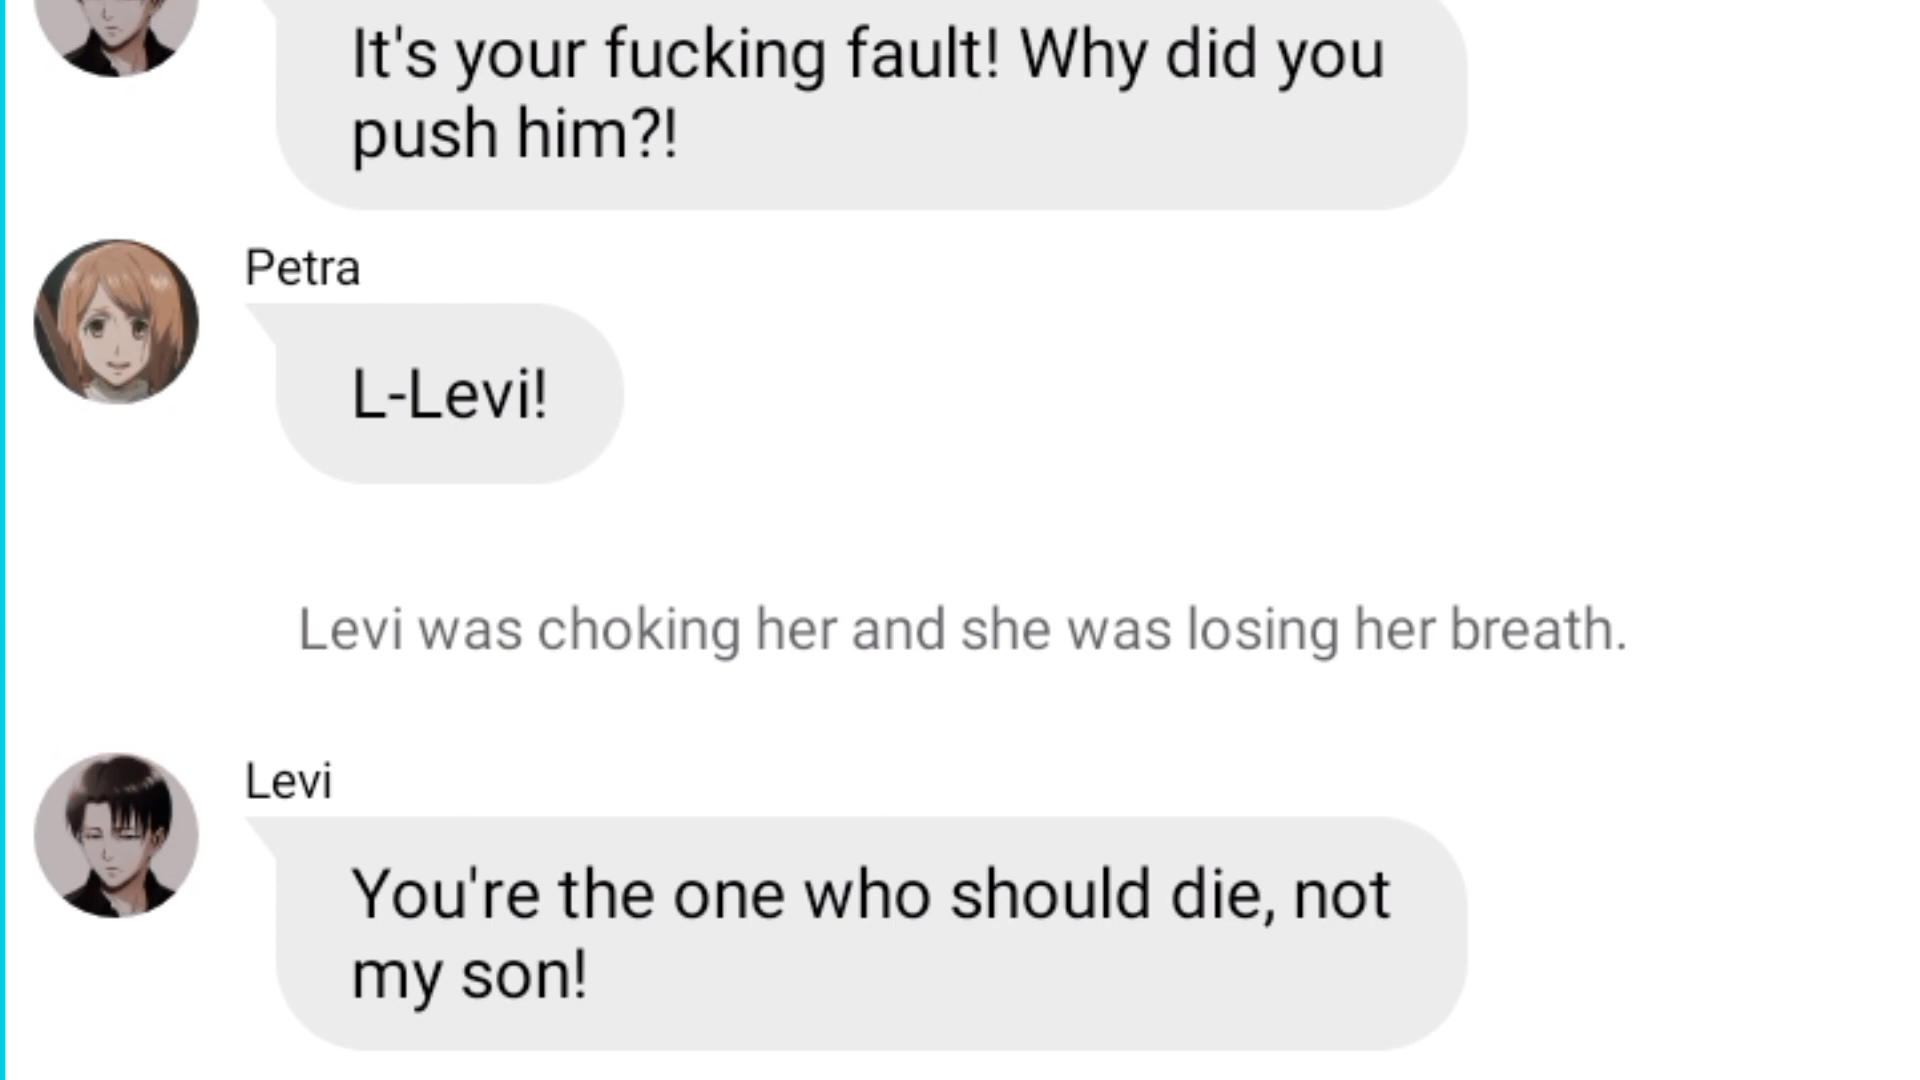 It's your fucking fault! Why did you
push him?!
Petra
L-Levi!
Levi was choking her and she was losing her breath.
Levi
You're the one who should die, not
my son!